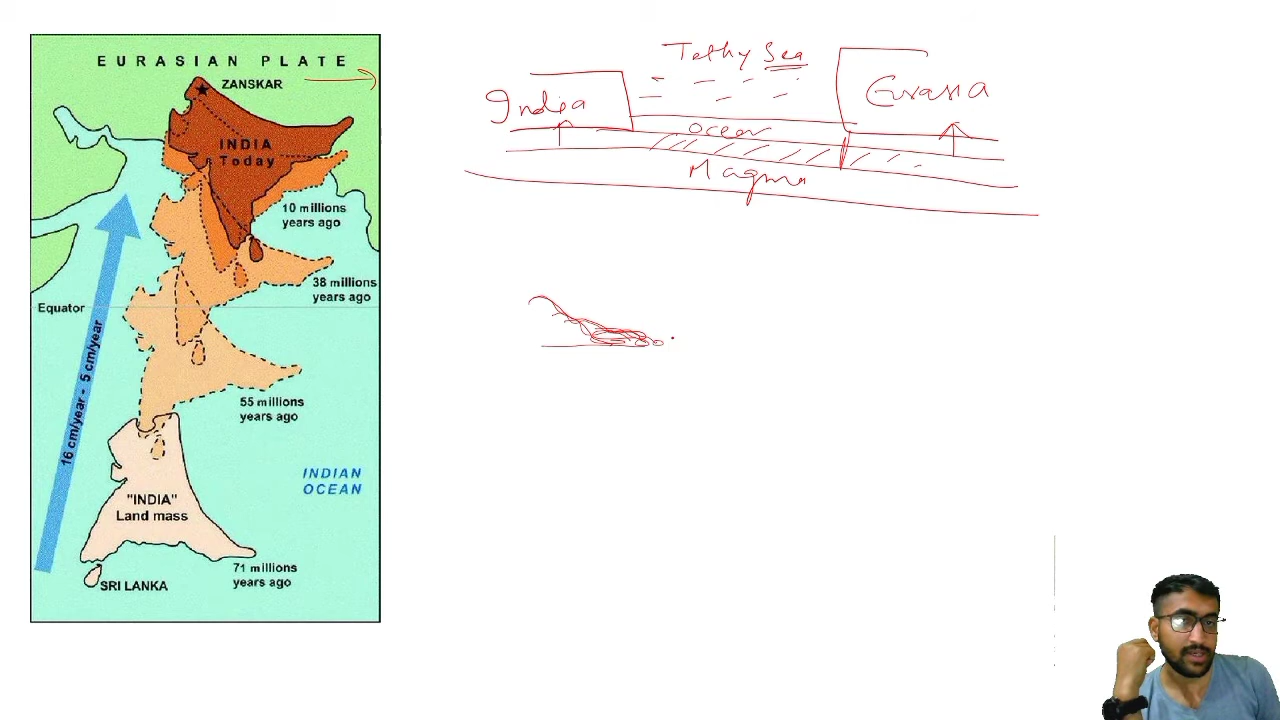 EURASIAN PLATE
ZANSKAR
INDIA
Today
10 millions
years ago
38 millions
years ago
Equator
16 cm/year - 5 cm/year
55 millions
years ago
INDIAN
OCEAN
"INDIA"
Land mass
71 millions
years ago
SRI LANKA
Tethy Sea
India
Eurasia
ocean
Magma